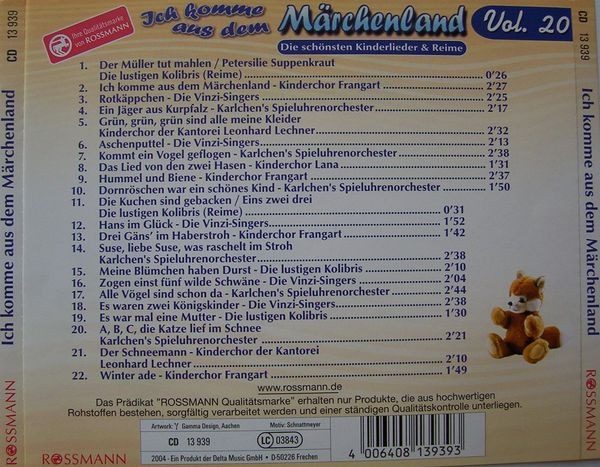 CD 13 939
Ich komme aus dem Märchenland
ROSSMANN
Ihre Qualitätsmarke
von ROSSMANN
Ich komme
aus dem
Märchenland
Die schönsten Kinderlieder & Reime
Vol. 20
1. Der Müller tut mahlen / Petersilie Suppenkraut
Die lustigen Kolibris (Reime) 0'26
2. Ich komme aus dem Märchenland - Kinderchor Frangart 2'27
3. Rotkäppchen - Die Vinzi-Singers 2'25
4. Ein Jäger aus Kurpfalz - Karlchen's Spieluhrenorchester 2'17
5. Grün, grün, grün sind alle meine Kleider
Kinderchor der Kantorei Leonhard Lechner 2'32
6. Aschenputtel - Die Vinzi-Singers 2'13
7. Kommt ein Vogel geflogen - Karlchen's Spieluhrenorchester 2'38
8. Das Lied von den zwei Hasen - Kinderchor Lana 1'31
9. Hummel und Biene - Kinderchor Frangart 2'37
10. Dornröschen war ein schönes Kind - Karlchen's Spieluhrenorchester 1'50
11. Die Kuchen sind gebacken / Eins zwei drei
Die lustigen Kolibris (Reime) 0'31
12. Hans im Glück - Die Vinzi-Singers 1'52
13. Drei Gäns' im Haberstroh - Kinderchor Frangart 1'42
14. Suse, liebe Suse, was raschelt im Stroh
Karlchen's Spieluhrenorchester 2'38
15. Meine Blümchen haben Durst - Die lustigen Kolibris 2'10
16. Zogen einst fünf wilde Schwäne - Die Vinzi-Singers 2'04
17. Alle Vögel sind schon da - Karlchen's Spieluhrenorchester 2'44
18. Es waren zwei Königskinder - Die Vinzi-Singers 2'38
19. Es war mal eine Mutter - Die lustigen Kolibris 1'30
20. A, B, C, die Katze lief im Schnee
Karlchen's Spieluhrenorchester 2'21
21. Der Schneemann - Kinderchor der Kantorei
Leonhard Lechner 2'10
22. Winter ade - Kinderchor Frangart 1'49
www.rossmann.de
Das Prädikat "ROSSMANN Qualitätsmarke" erhalten nur Produkte, die aus hochwertigen
Rohstoffen bestehen, sorgfältig verarbeitet werden und einer ständigen Qualitätskontrolle unterliegen.
Artwork: Gamma Design, Aachen Motiv: Schnattmeyer
CD 13 939 LC 03843
2004 - Ein Produkt der Delta Music GmbH - D-50226 Frechen
4 006408 139393
CD 13 939
Ich komme aus dem Märchenland
ROSSMANN